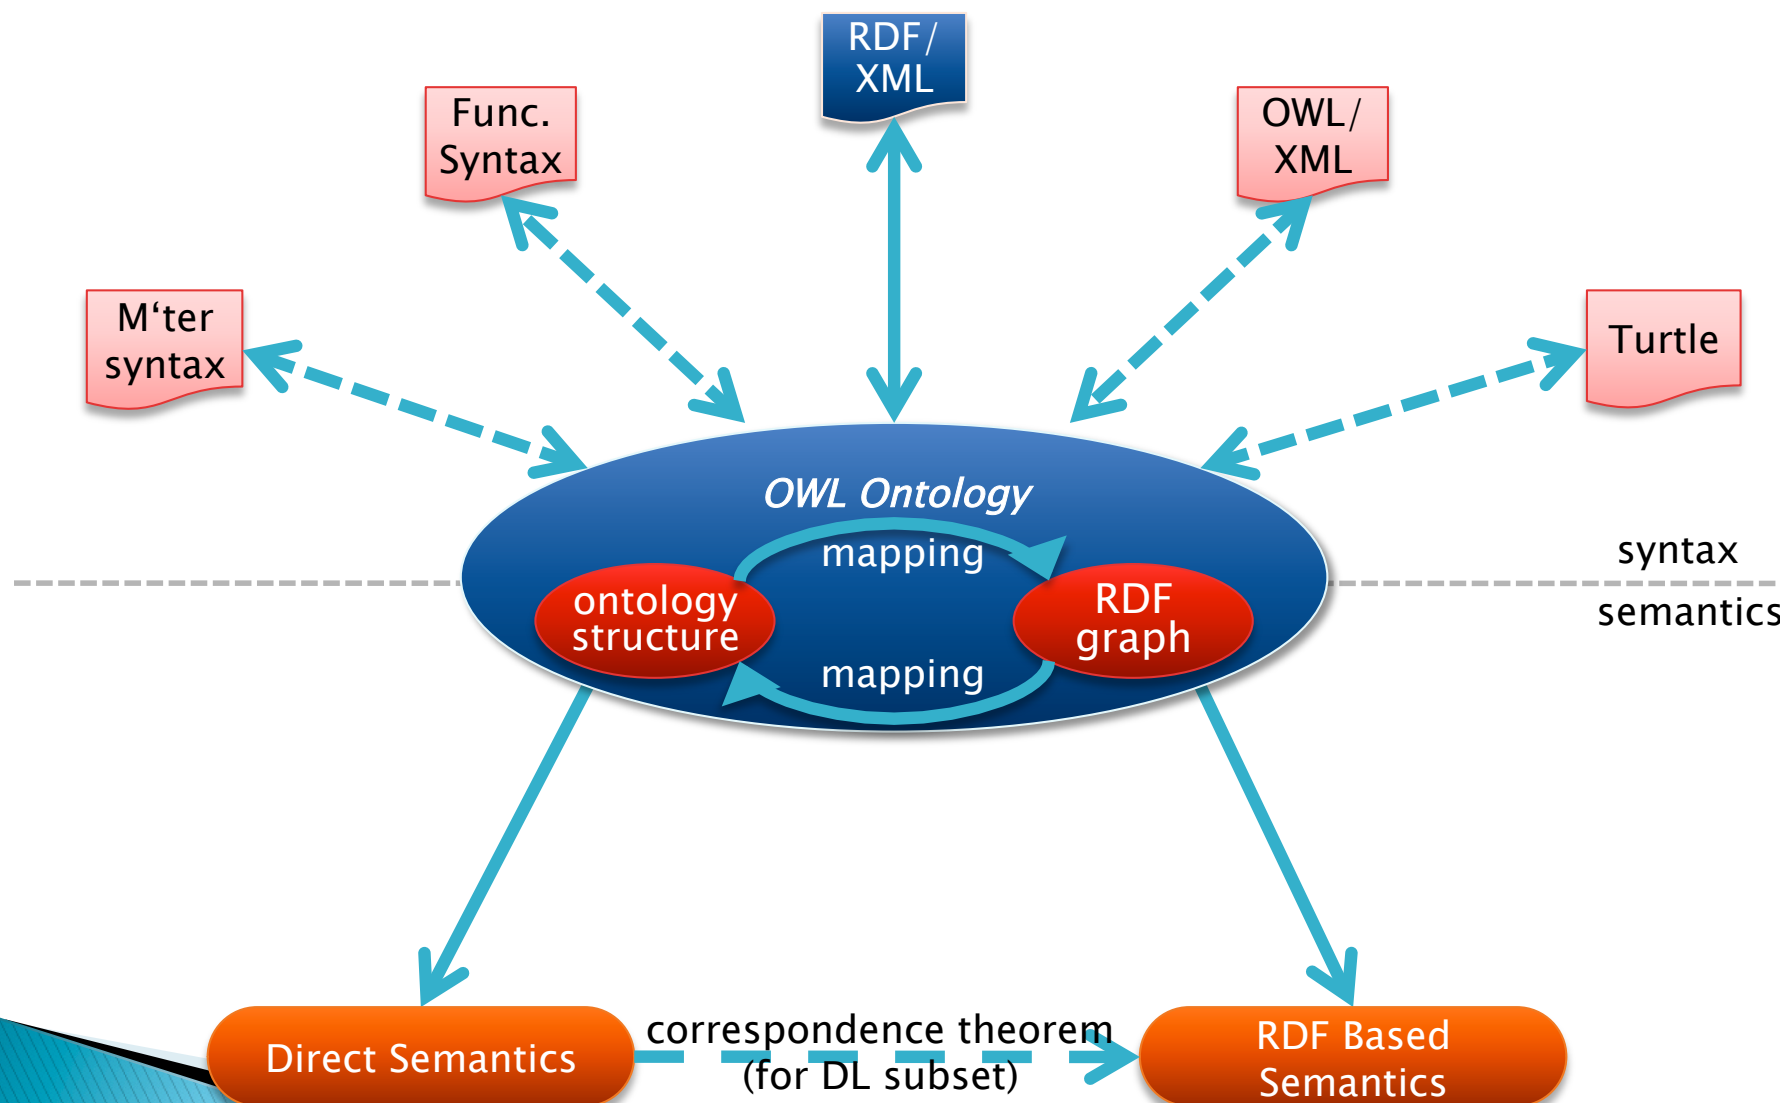 RDF/
XML
Func.
Syntax
OWL/
XML
M‘ter
syntax
Turtle
OWL Ontology
mapping
syntax
semantics
ontology
structure
RDF
graph
mapping
Direct Semantics
correspondence theorem
(for DL subset)
RDF Based
Semantics